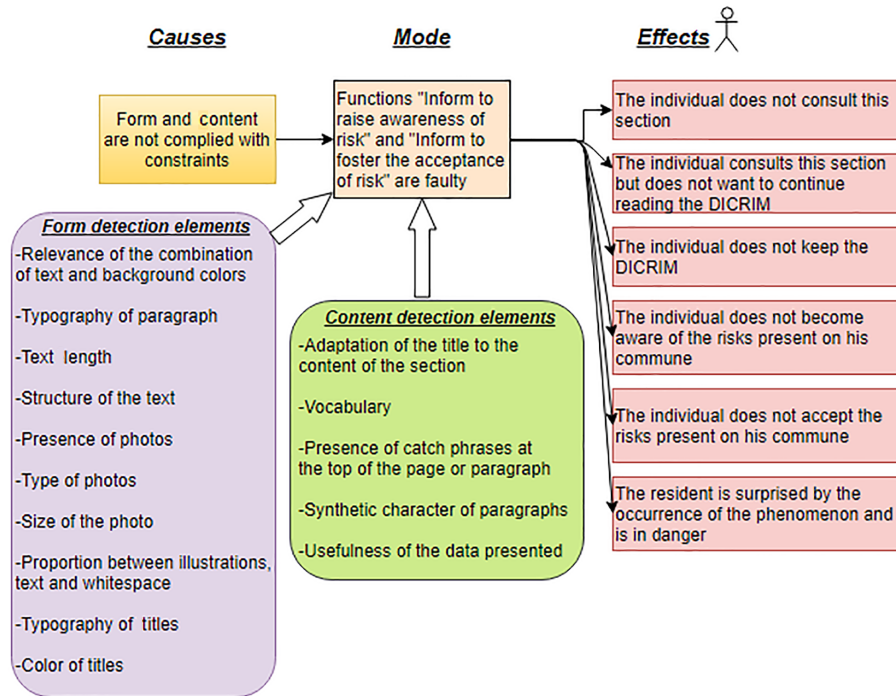 Causes
Mode
Effects
Form and content
are not complied with
constraints
Functions "Inform to
raise awareness of
risk" and "Inform to
foster the acceptance
of risk" are faulty
The individual does not consult this
section
The individual consults this section
but does not want to continue
reading the DICRIM
The individual does not keep the
DICRIM
The individual does not become
aware of the risks present on his
commune
The individual does not accept the
risks present on his commune
The resident is surprised by the
occurrence of the phenomenon and
is in danger
Form detection elements
-Relevance of the combination
of text and background colors
-Typography of paragraph
-Text length
-Structure of the text
-Presence of photos
-Type of photos
-Size of the photo
-Proportion between illustrations,
text and whitespace
-Typography of titles
-Color of titles
Content detection elements
-Adaptation of the title to the
content of the section
-Vocabulary
-Presence of catch phrases at
the top of the page or paragraph
-Synthetic character of paragraphs
-Usefulness of the data presented